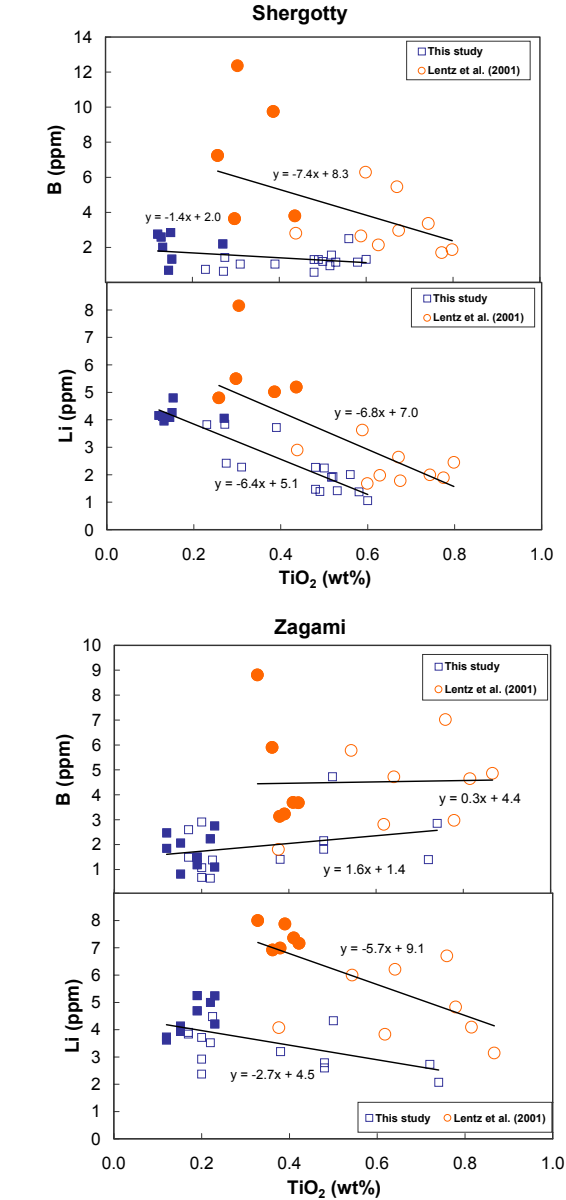 Shergotty
14
12
10
8
6
4
2
B (ppm)
This study
Lentz et al. (2001)
y = -7.4x + 8.3
y = -1.4x + 2.0
8
7
6
5
4
3
2
1
0
Li (ppm)
This study
Lentz et al. (2001)
y = -6.8x + 7.0
y = -6.4x + 5.1
0.0 0.2 0.4 0.6 0.8 1.0
TiO2 (wt%)
Zagami
10
9
8
7
6
5
4
3
2
1
B (ppm)
This study
Lentz et al. (2001)
y = 0.3x + 4.4
y = 1.6x + 1.4
8
7
6
5
4
3
2
1
0
Li (ppm)
y = -5.7x + 9.1
y = -2.7x + 4.5
This study Lentz et al. (2001)
0.0 0.2 0.4 0.6 0.8 1.0
TiO2 (wt%)